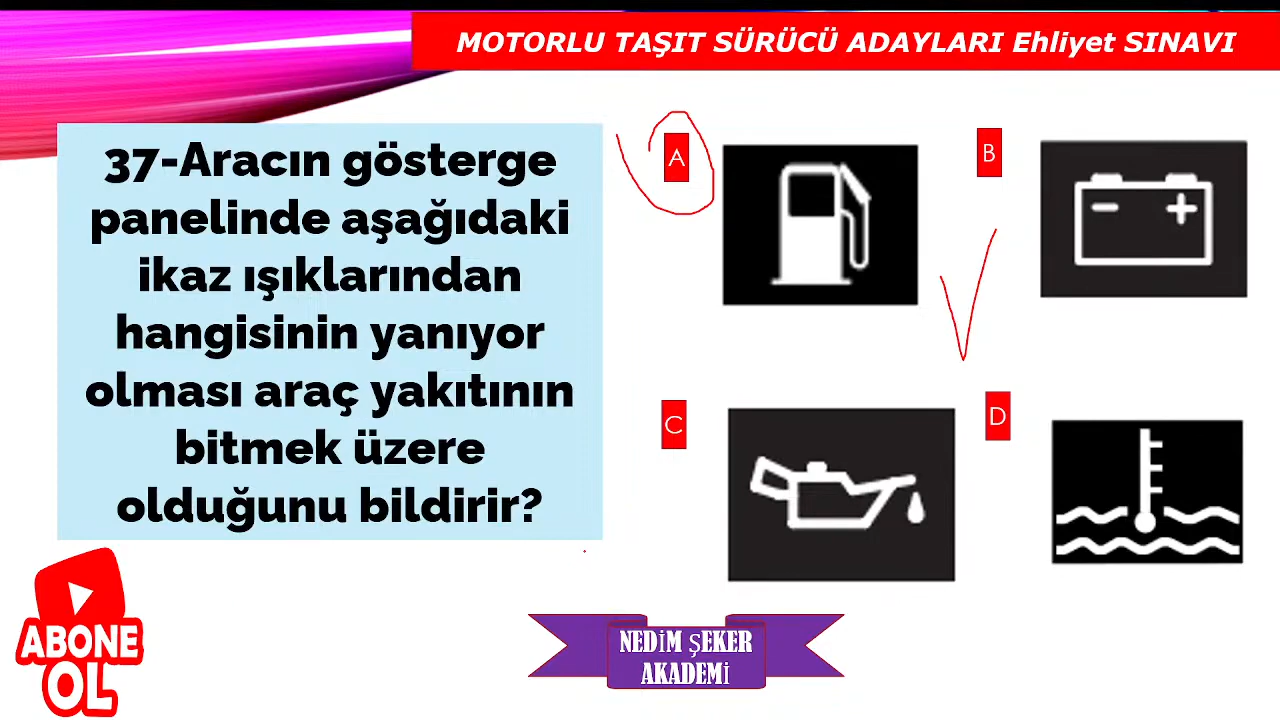 MOTORLU TAŞIT SÜRÜCÜ ADAYLARI Ehliyet SINAVI
37-Aracın gösterge
panelinde aşağıdaki
ikaz ışıklarından
hangisinin yanıyor
olması araç yakıtının
bitmek üzere
olduğunu bildirir?
A
B
C
D
ABONE
OL
NEDİM ŞEKER
AKADEMİ